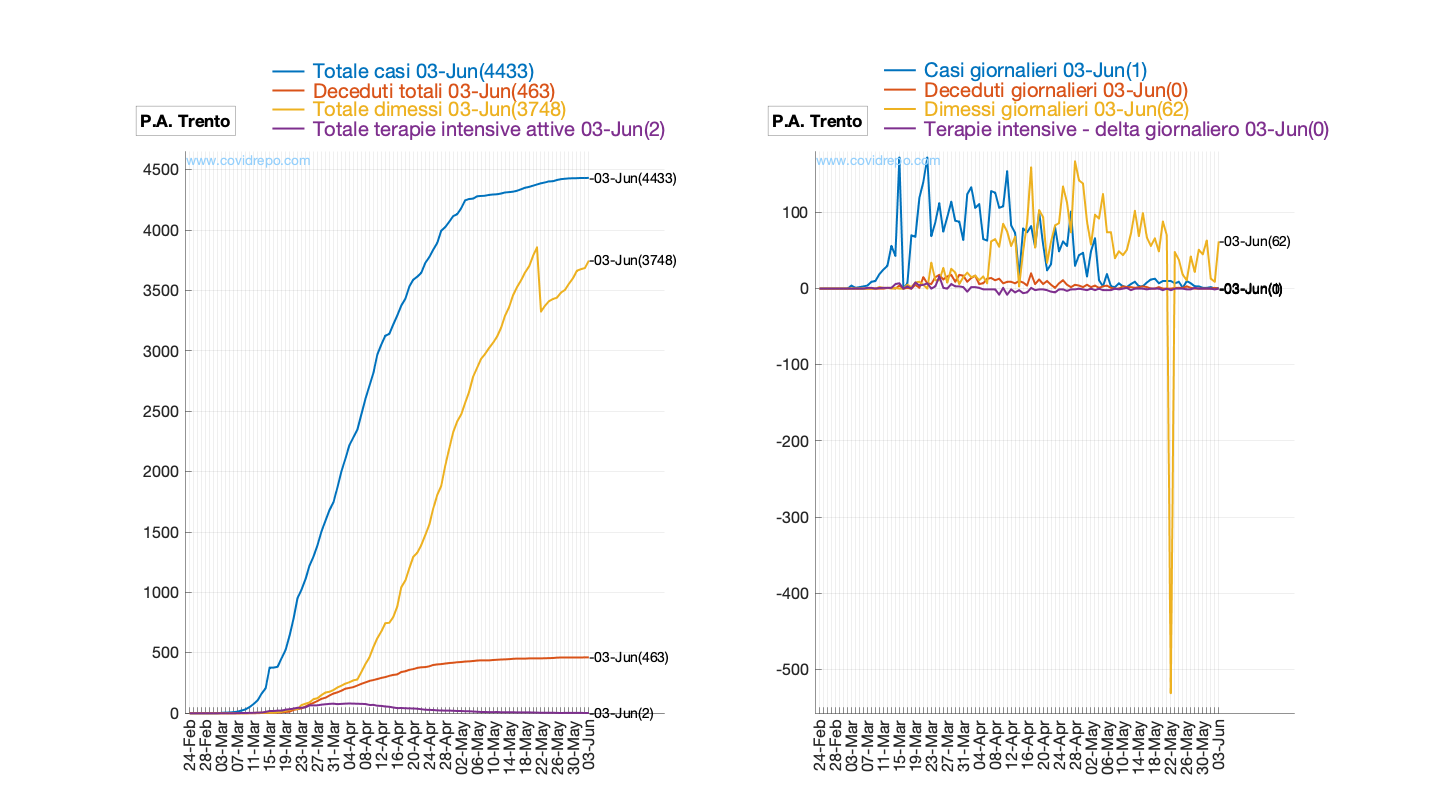 Totale casi 03-Jun(4433)
Deceduti totali 03-Jun(463)
Totale dimessi 03-Jun(3748)
Totale terapie intensive attive 03-Jun(2)
P.A. Trento
www.covidrepo.com
4500
4000
3500
3000
2500
2000
1500
1000
500
0
-03-Jun(4433)
-03-Jun(3748)
-03-Jun(463)
-03-Jun(2)
24-Feb
28-Feb
03-Mar
07-Mar
11-Mar
15-Mar
19-Mar
23-Mar
27-Mar
31-Mar
04-Apr
08-Apr
12-Apr
16-Apr
20-Apr
24-Apr
28-Apr
02-May
06-May
10-May
14-May
18-May
22-May
26-May
30-May
03-Jun
Casi giornalieri 03-Jun(1)
Deceduti giornalieri 03-Jun(0)
Dimessi giornalieri 03-Jun(62)
Terapie intensive - delta giornaliero 03-Jun(0)
P.A. Trento
www.covidrepo.com
100
0
-100
-200
-300
-400
-500
-03-Jun(62)
24-Feb
28-Feb
03-Mar
07-Mar
11-Mar
15-Mar
19-Mar
23-Mar
27-Mar
31-Mar
04-Apr
08-Apr
12-Apr
16-Apr
20-Apr
24-Apr
28-Apr
02-May
06-May
10-May
14-May
18-May
22-May
26-May
30-May
03-Jun